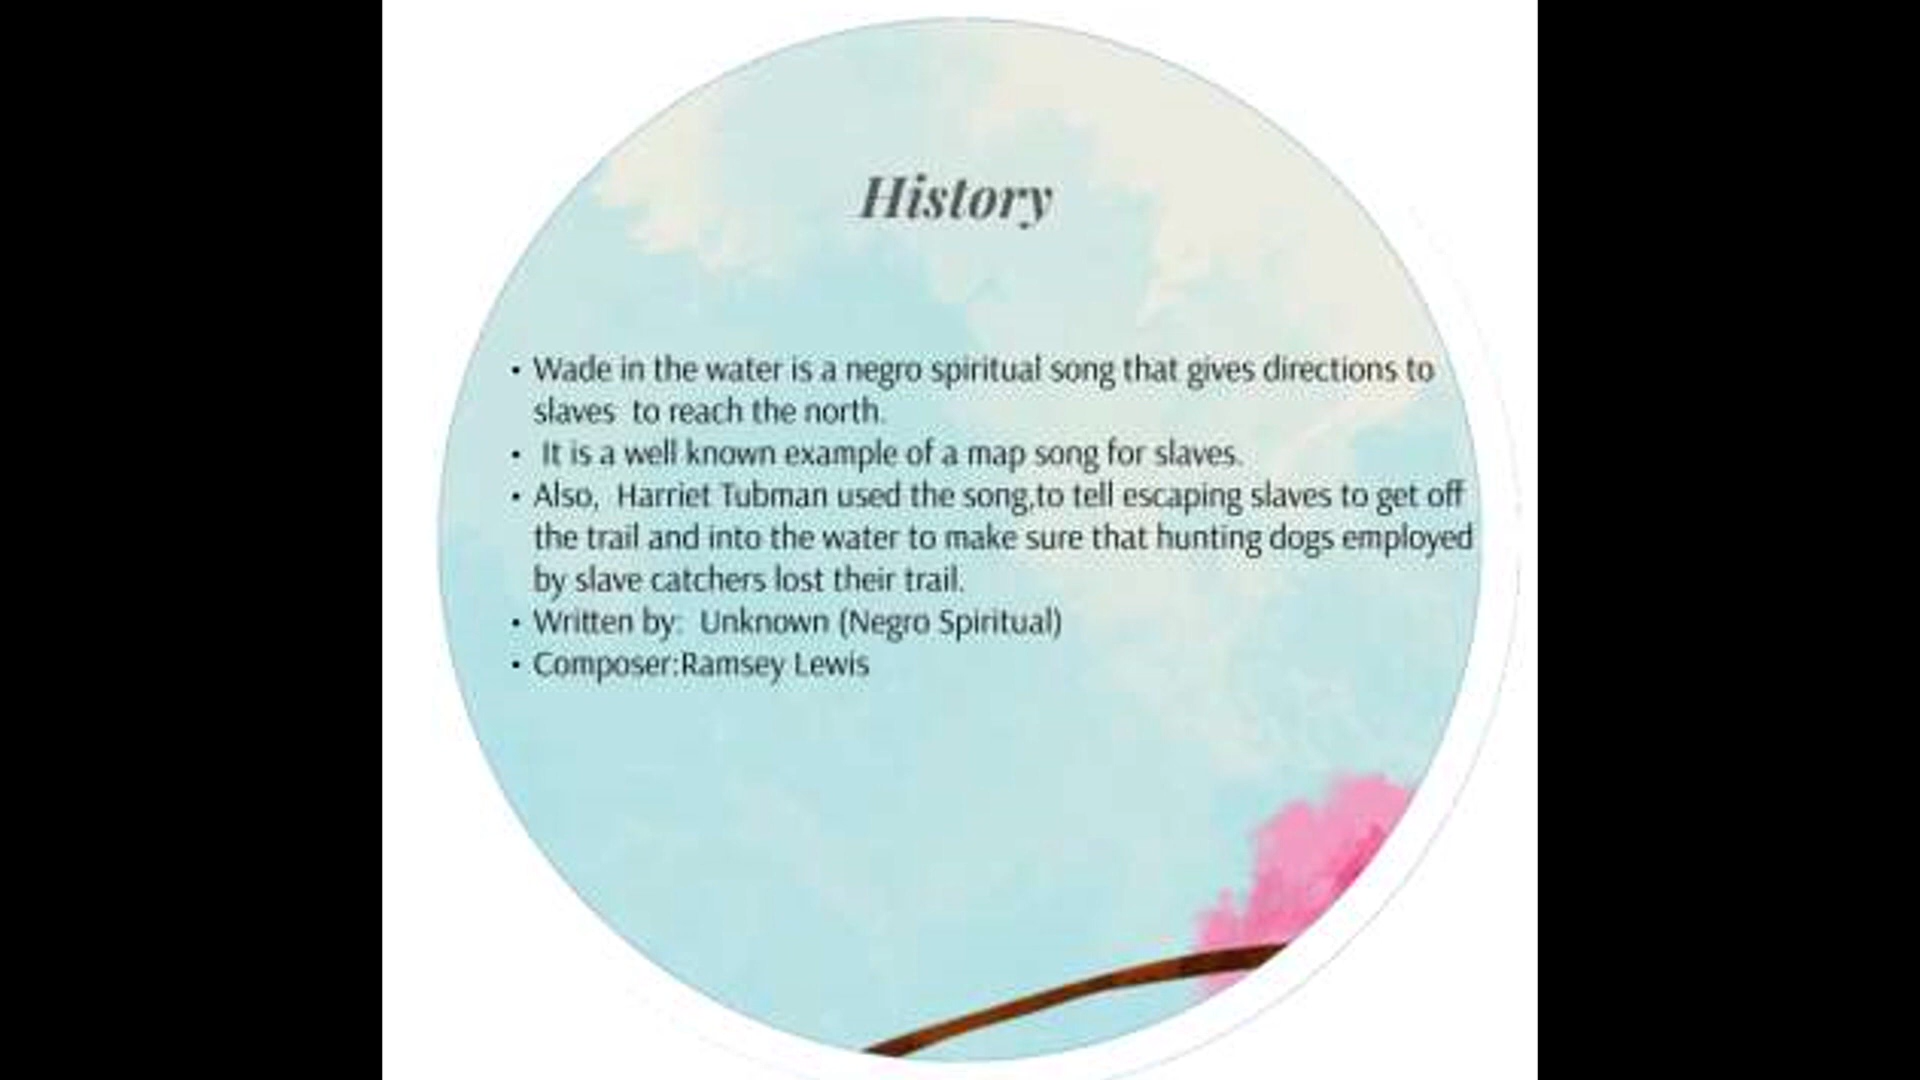 History
• Wade in the water is a negro spiritual song that gives directions to
slaves  to reach the north.
•  It is a well known example of a map song for slaves.
• Also,  Harriet Tubman used the song,to tell escaping slaves to get off
the trail and into the water to make sure that hunting dogs employed
by slave catchers lost their trail.
• Written by:  Unknown (Negro Spiritual)
• Composer:Ramsey Lewis